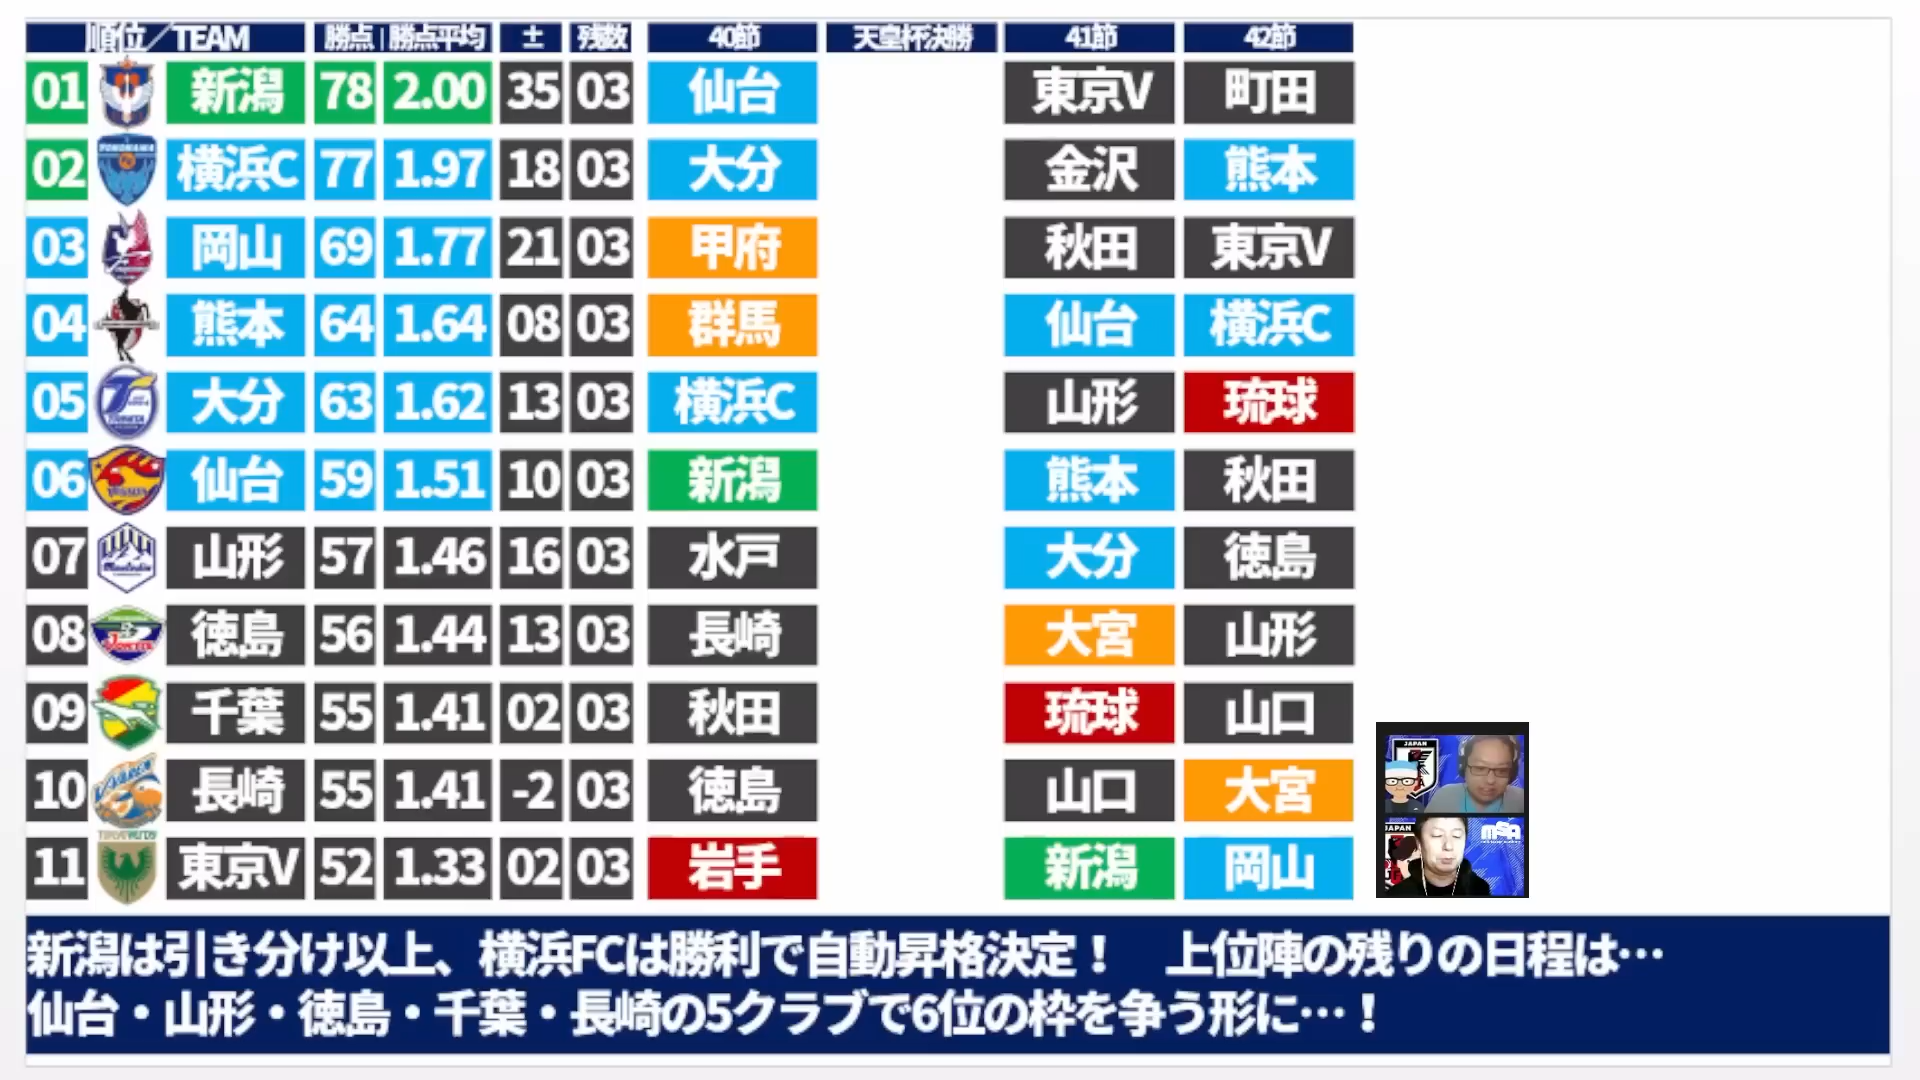 順位／TEAM 勝点 | 勝点平均 ± 残数 40節 天皇杯決勝 41節 42節
01 新潟 78 2.00 35 03 仙台 東京V 町田
02 横浜C 77 1.97 18 03 大分 金沢 熊本
03 岡山 69 1.77 21 03 甲府 秋田 東京V
04 熊本 64 1.64 08 03 群馬 仙台 横浜C
05 大分 63 1.62 13 03 横浜C 山形 琉球
06 仙台 59 1.51 10 03 新潟 熊本 秋田
07 山形 57 1.46 16 03 水戸 大分 徳島
08 徳島 56 1.44 13 03 長崎 大宮 山形
09 千葉 55 1.41 02 03 秋田 琉球 山口
10 長崎 55 1.41 -2 03 徳島 山口 大宮
11 東京V 52 1.33 02 03 岩手 新潟 岡山
JAPAN
JAPAN
新潟は引き分け以上、横浜FCは勝利で自動昇格決定！　上位陣の残りの日程は…
仙台・山形・徳島・千葉・長崎の5クラブで6位の枠を争う形に…！